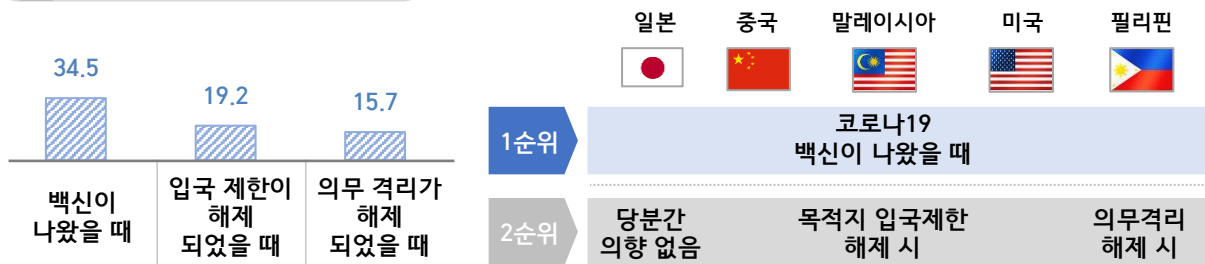 34.5
19.2
15.7
백신이
나왔을 때
입국 제한이
해제
되었을 때
의무 격리가
해제
되었을 때
일본
중국
말레이시아
미국
필리핀
1순위
코로나19
백신이 나왔을 때
2순위
당분간
의향 없음
목적지 입국제한
해제 시
의무격리
해제 시